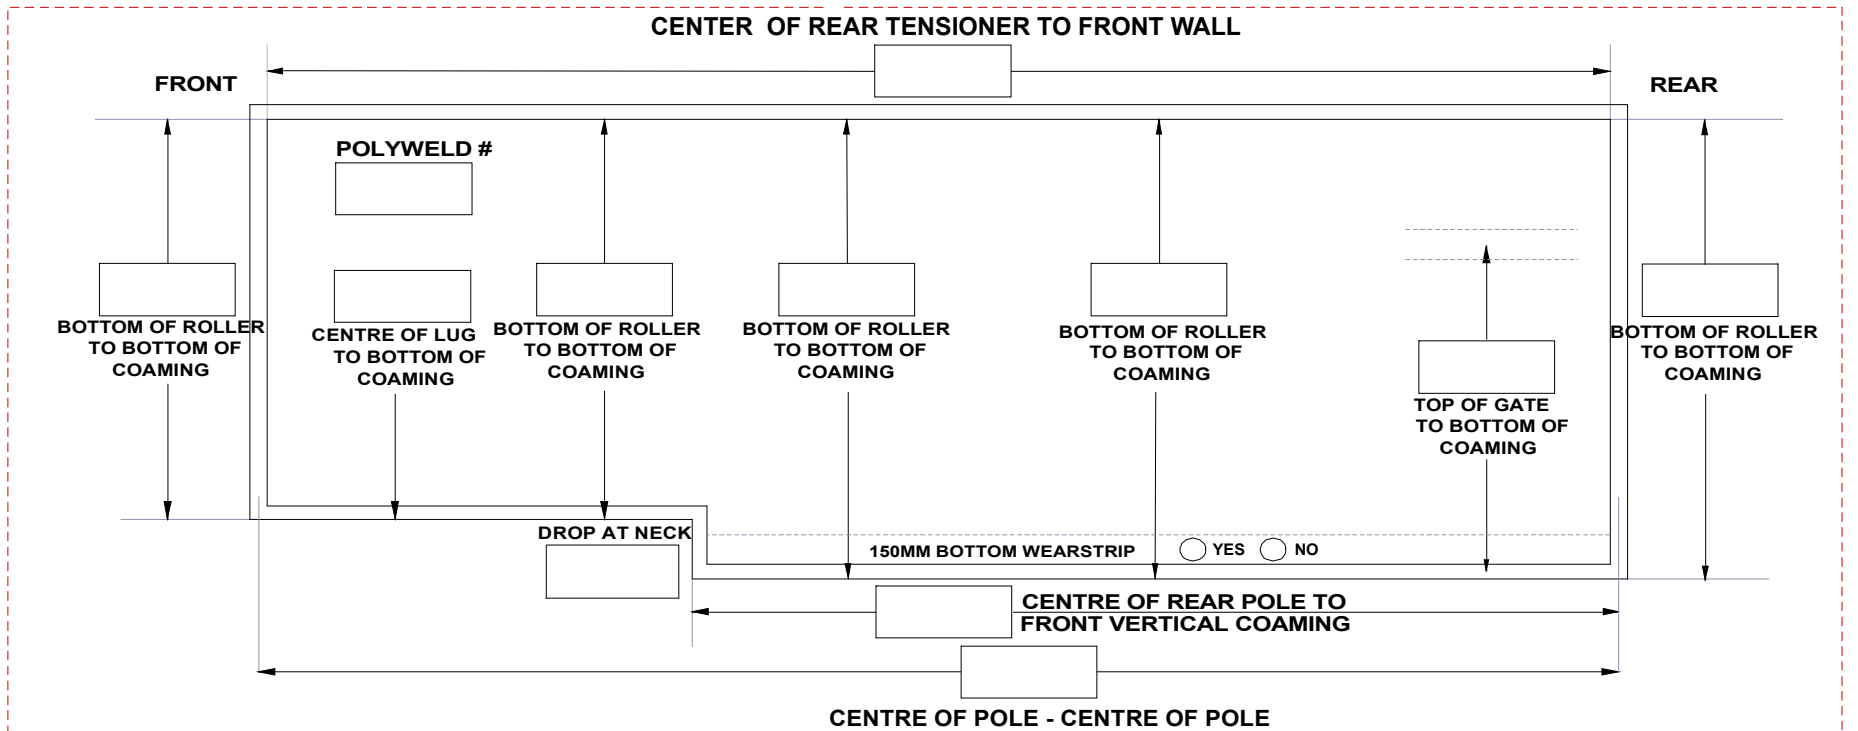 CENTER OF REAR TENSIONER TO FRONT WALL
FRONT
REAR
POLYWELD #
BOTTOM OF ROLLER
TO BOTTOM OF
COAMING
CENTRE OF LUG
TO BOTTOM OF
COAMING
BOTTOM OF ROLLER
TO BOTTOM OF
COAMING
BOTTOM OF ROLLER
TO BOTTOM OF
COAMING
BOTTOM OF ROLLER
TO BOTTOM OF
COAMING
TOP OF GATE
TO BOTTOM OF
COAMING
BOTTOM OF ROLLER
TO BOTTOM OF
COAMING
DROP AT NECK
150MM BOTTOM WEARSTRIP YES NO
CENTRE OF REAR POLE TO
FRONT VERTICAL COAMING
CENTRE OF POLE - CENTRE OF POLE